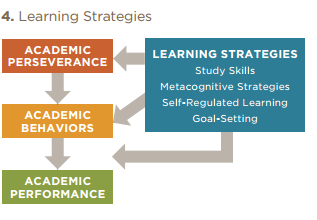 4. Learning Strategies
ACADEMIC
PERSEVERANCE
ACADEMIC
BEHAVIORS
ACADEMIC
PERFORMANCE
LEARNING STRATEGIES
Study Skills
Metacognitive Strategies
Self-Regulated Learning
Goal-Setting